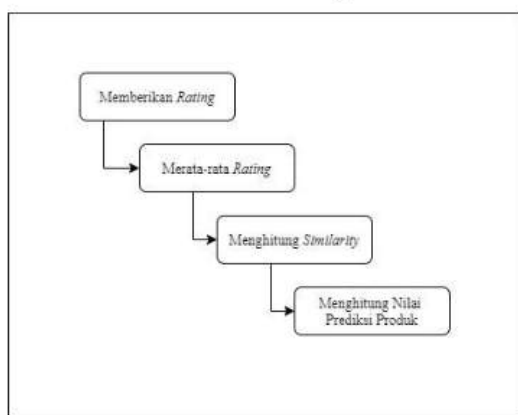 Memberikan Rating
Merata-rata Rating
Menghitung Similarity
Menghitung Nilai
Prediksi Produk